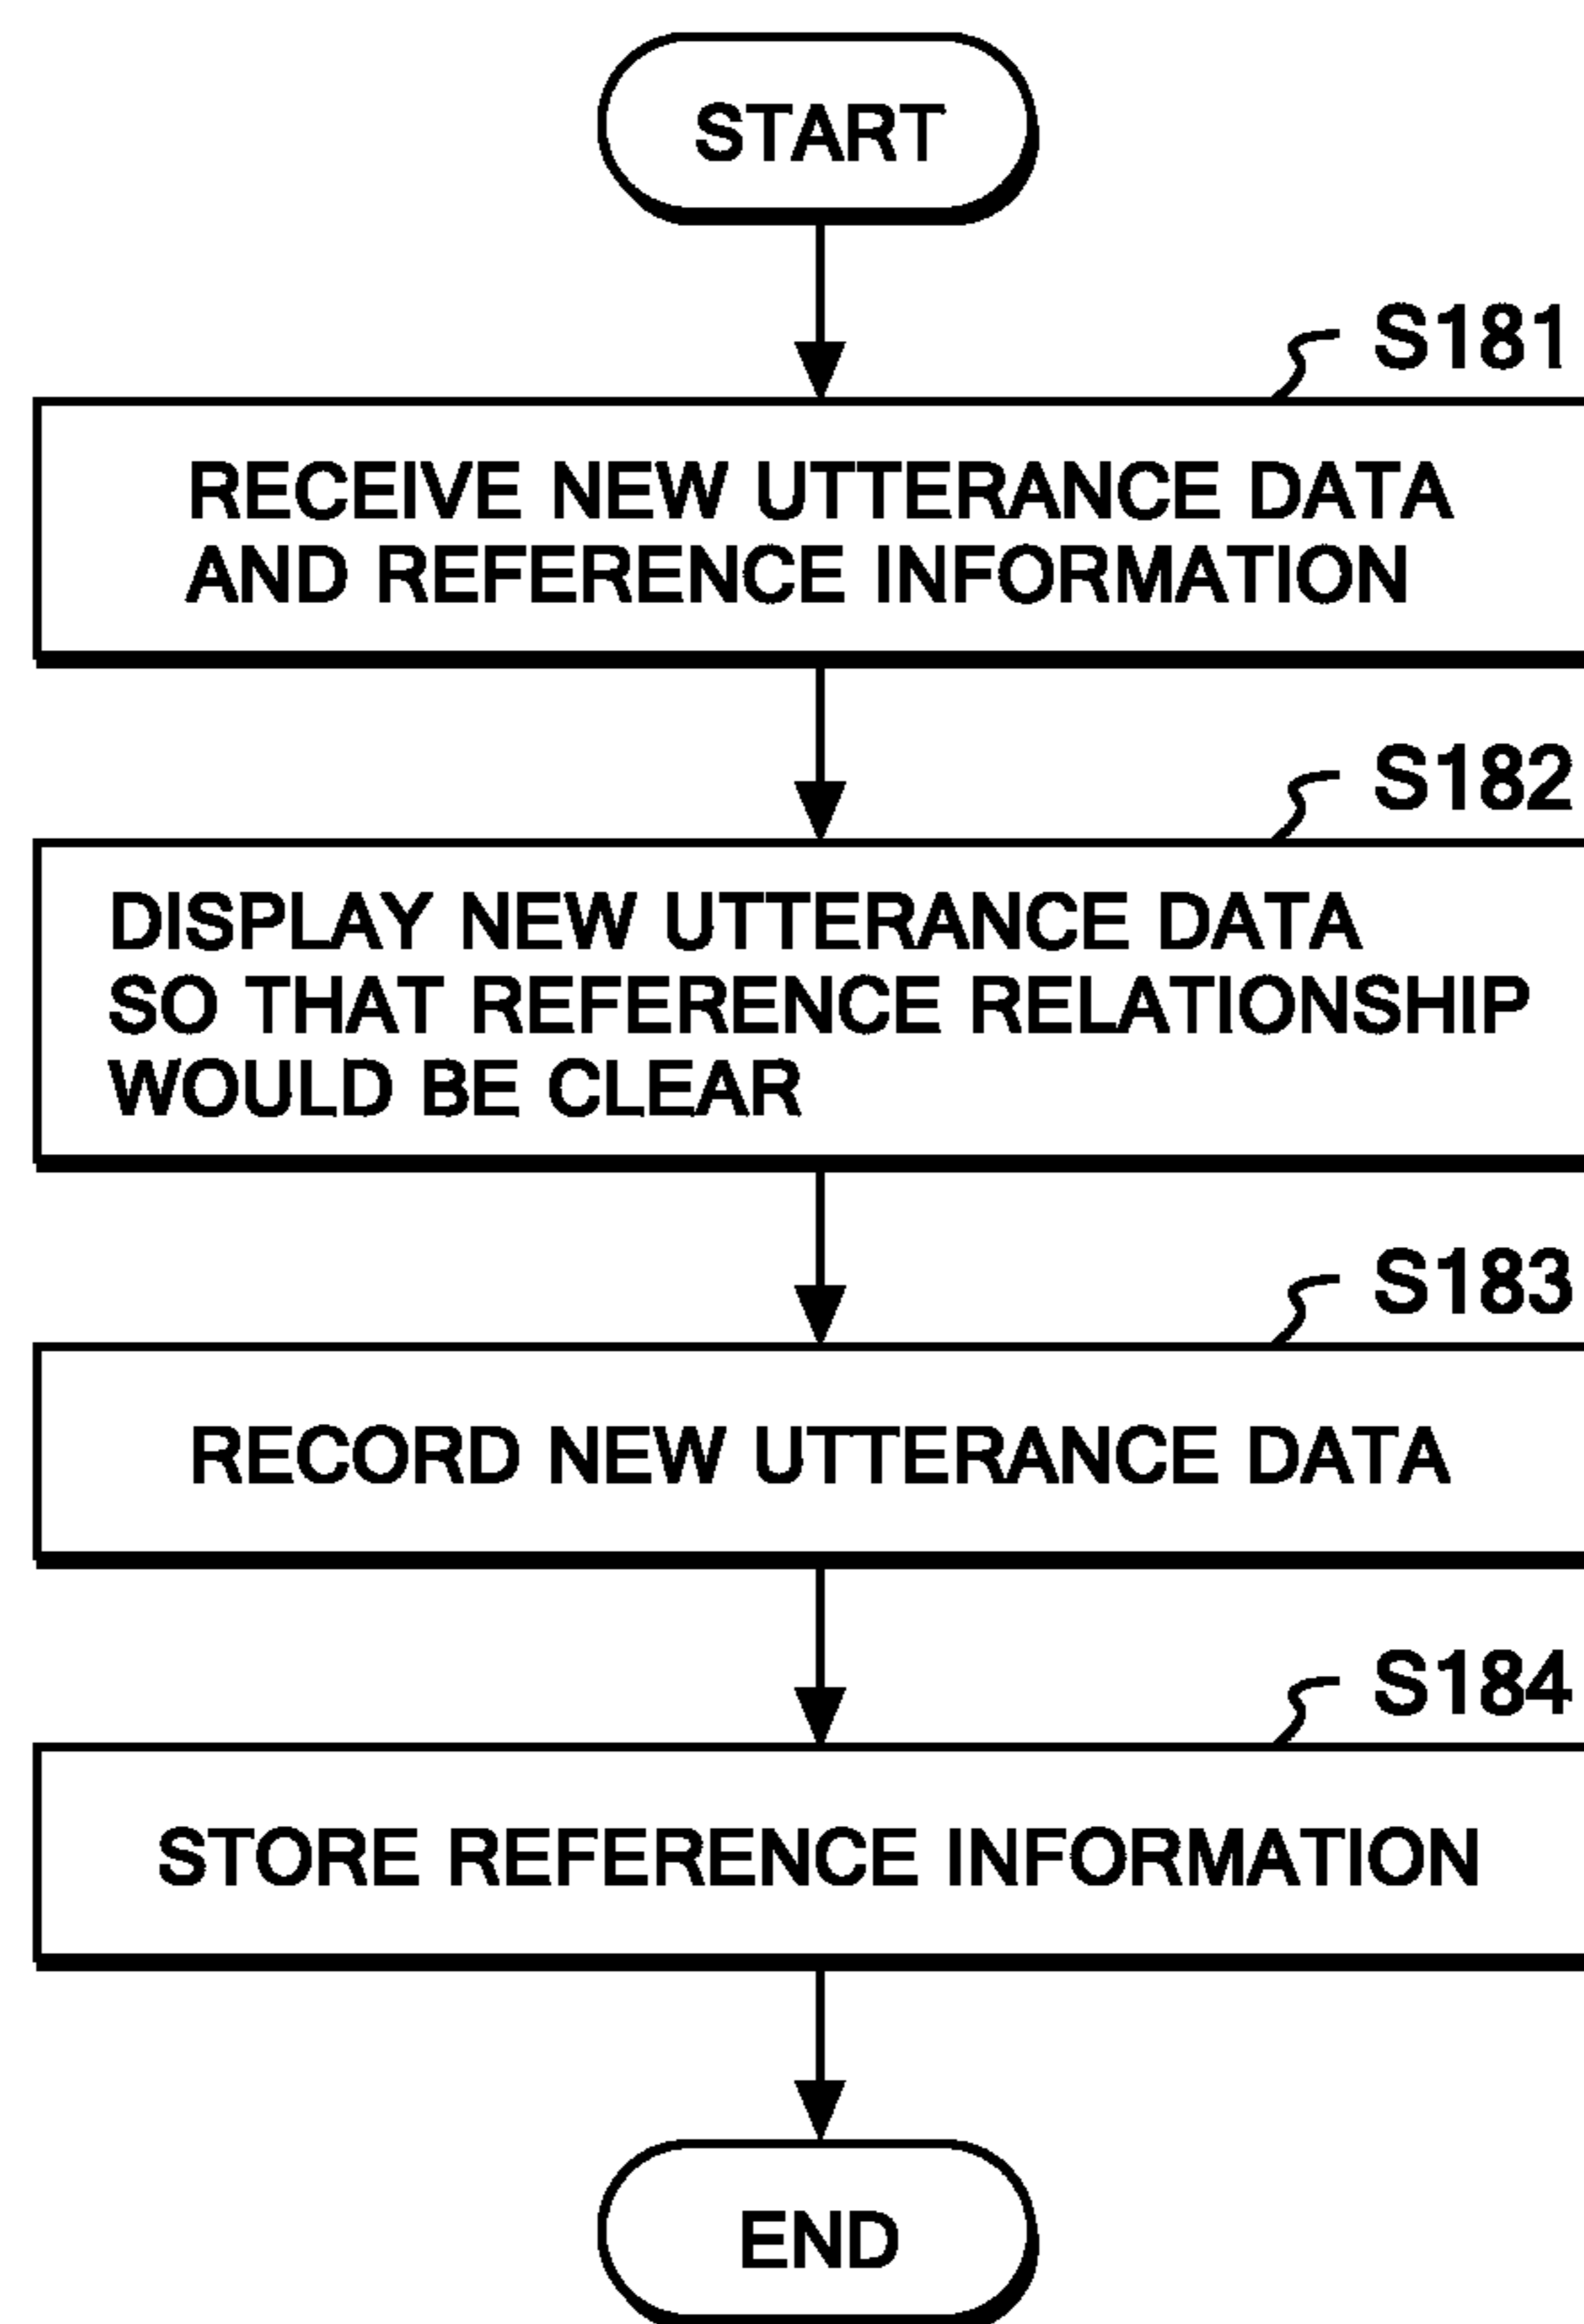 START
S181
RECEIVE NEW UTTERANCE DATA
AND REFERENCE INFORMATION
S182
DISPLAY NEW UTTERANCE DATA
SO THAT REFERENCE RELATIONSHIP
WOULD BE CLEAR
S183
RECORD NEW UTTERANCE DATA
S184
STORE REFERENCE INFORMATION
END